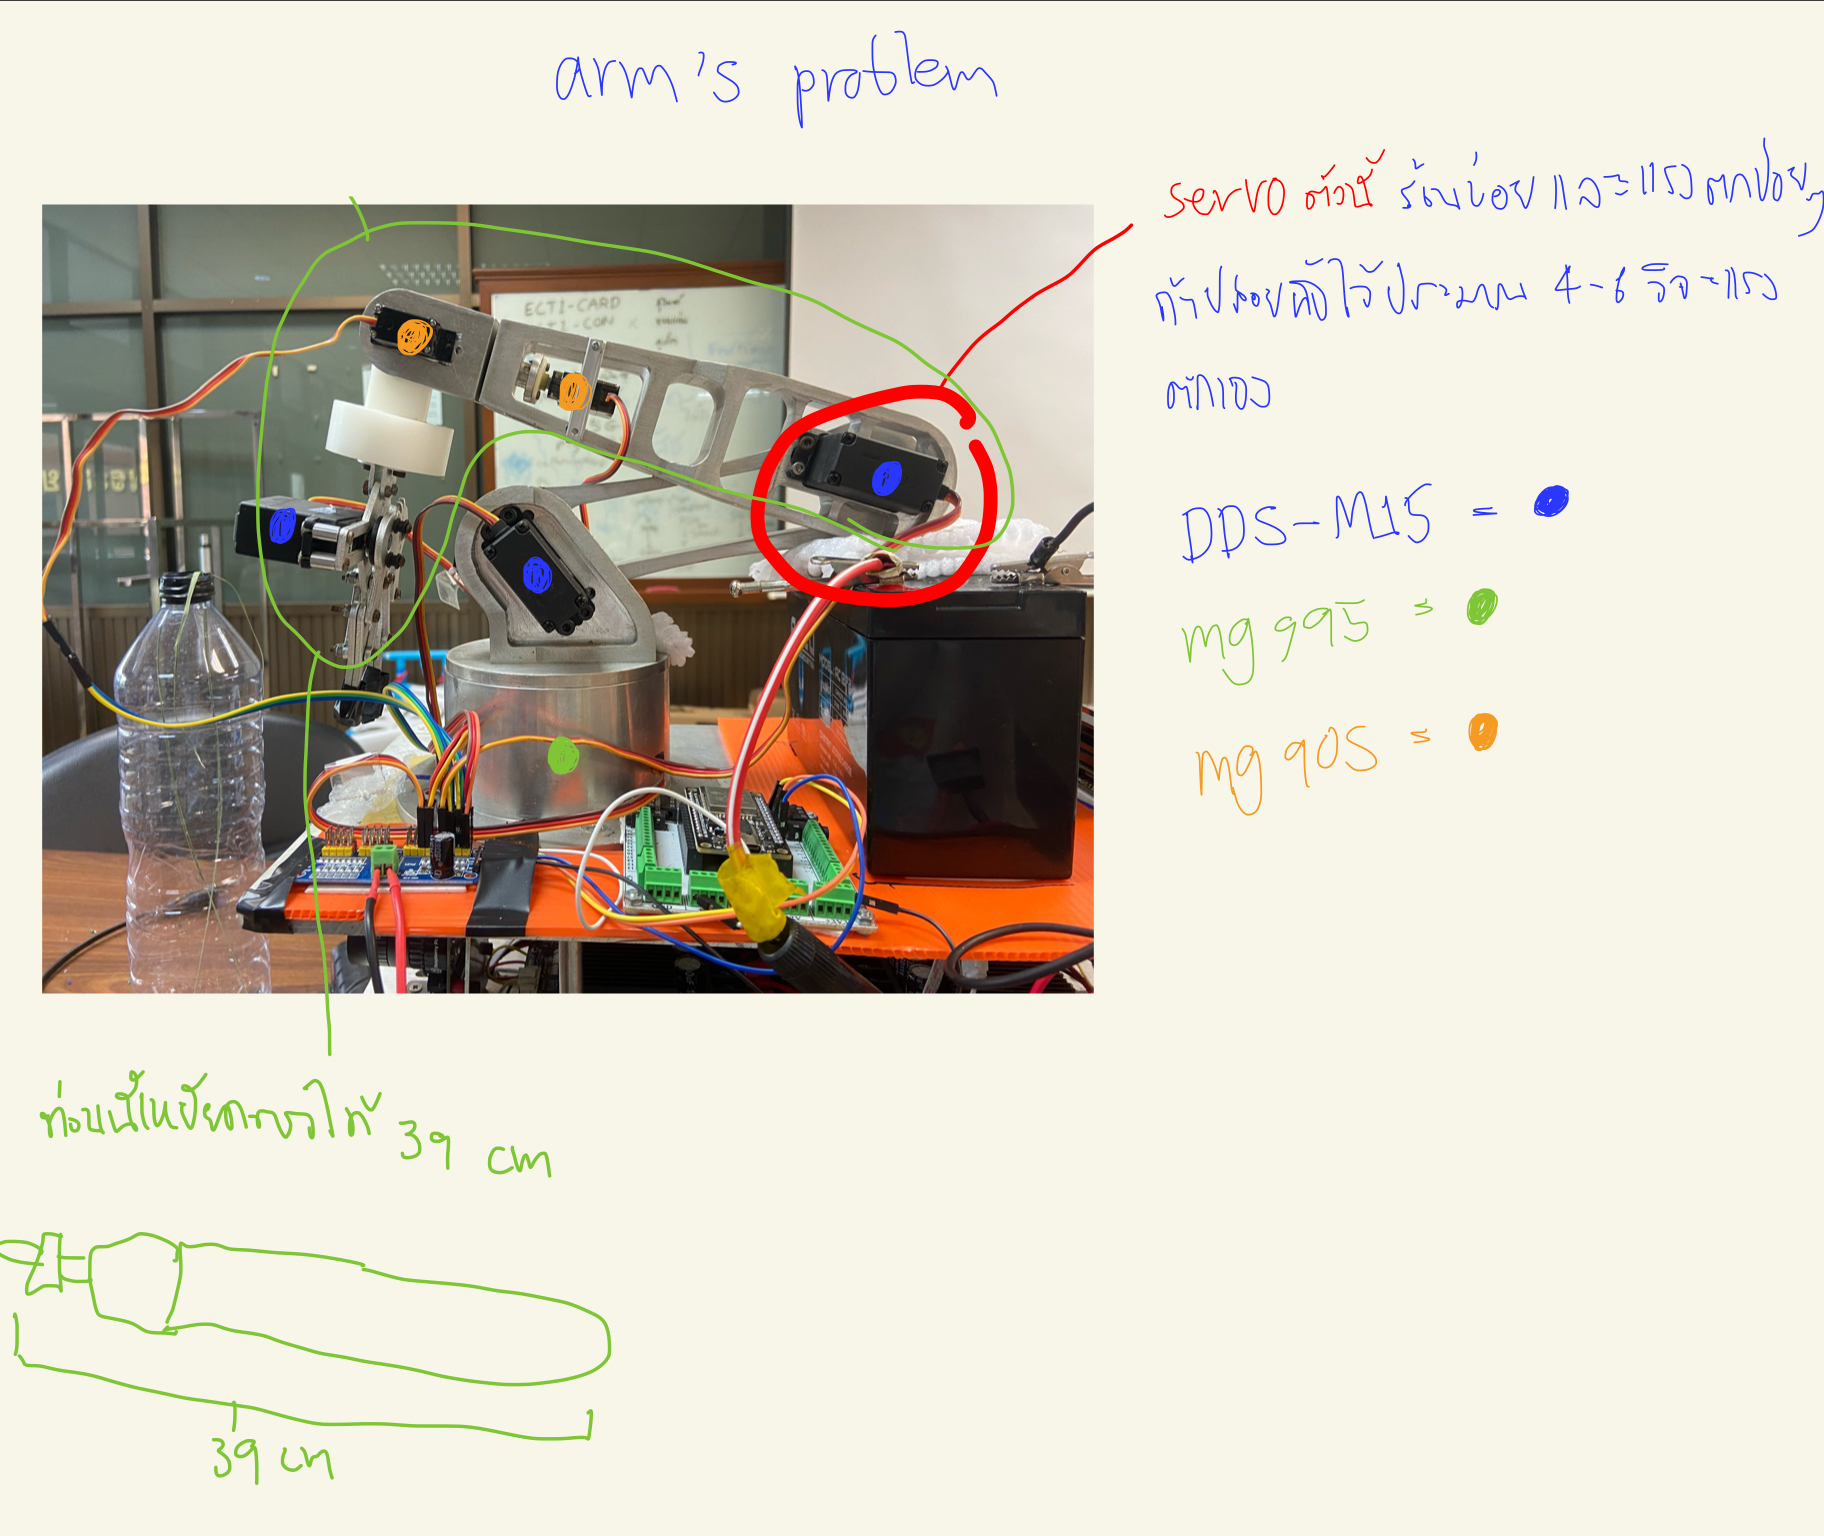 arm's problem
servo ตัวนี้ ร้อนบ่อย และแรงตกบ่อยๆ
ถ้าปล่อยทิ้งไว้ประมาณ 4-6 วิจะแรง
ตกเอง
ECTI-CARD
ECTI-CON
DDS-M15 =
mg 995 =
mg 90S =
ท่อนนี้เหยียดยาวได้ 39 cm
39 cm